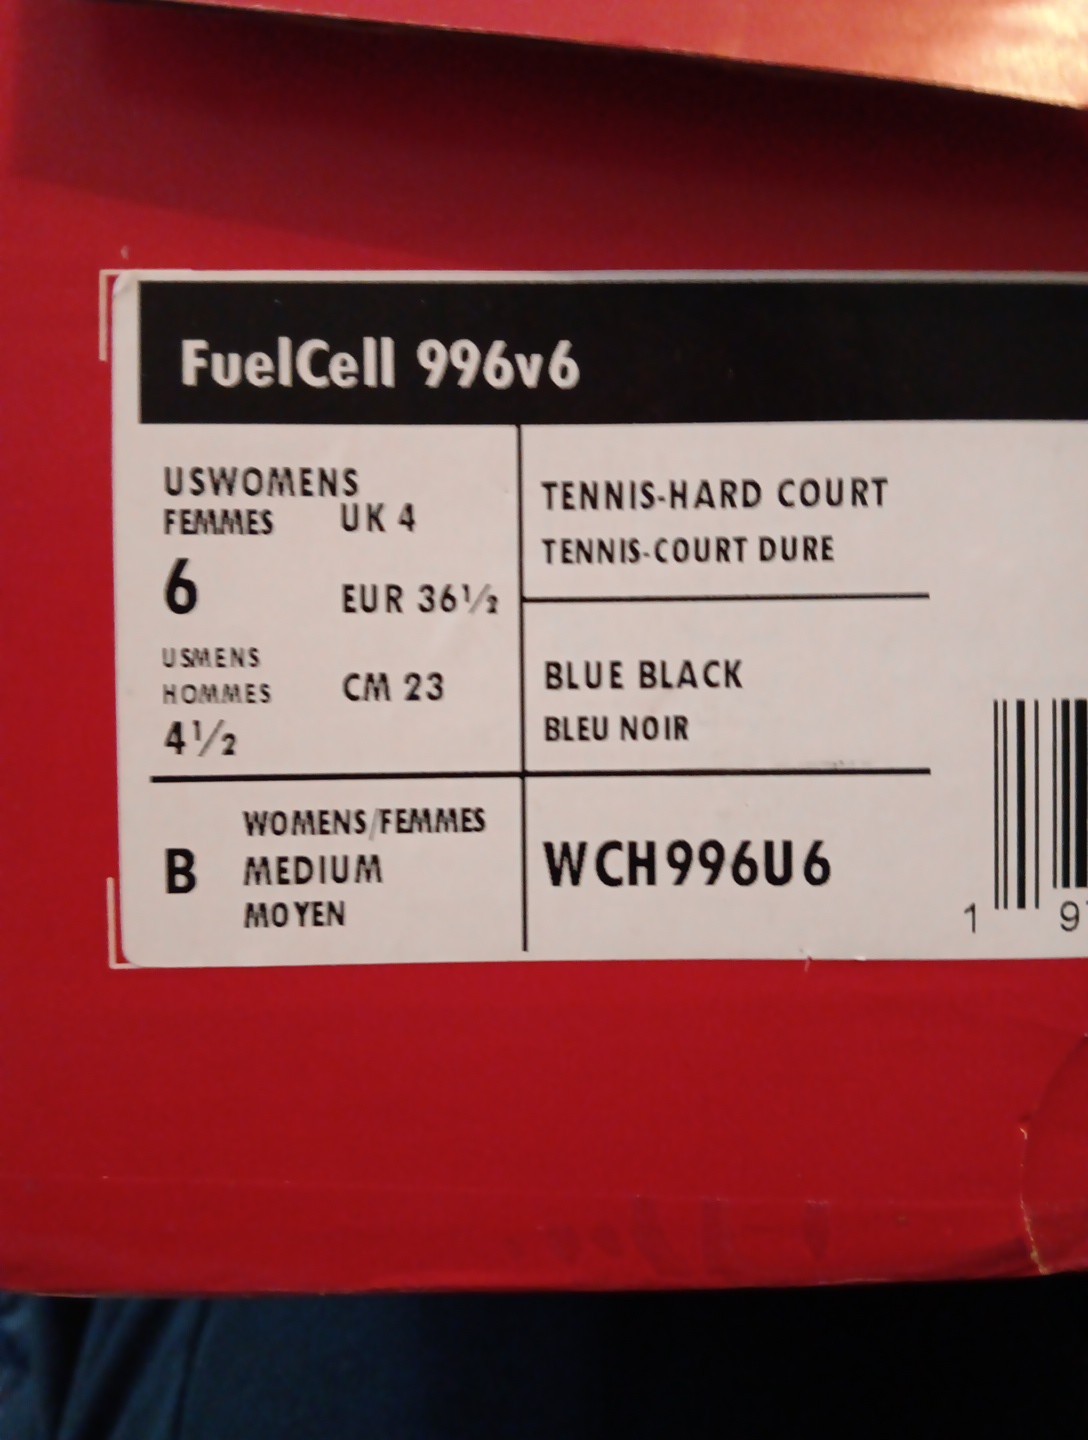 FuelCell 996v6
USWOMENS
FEMMES
6
UK 4
EUR 36½
CM 23
USMENS
HOMMES
4½
TENNIS-HARD COURT
TENNIS-COURT DURE
BLUE BLACK
BLEU NOIR
B
WOMENS/FEMMES
MEDIUM
MOYEN
WCH996U6
1 9